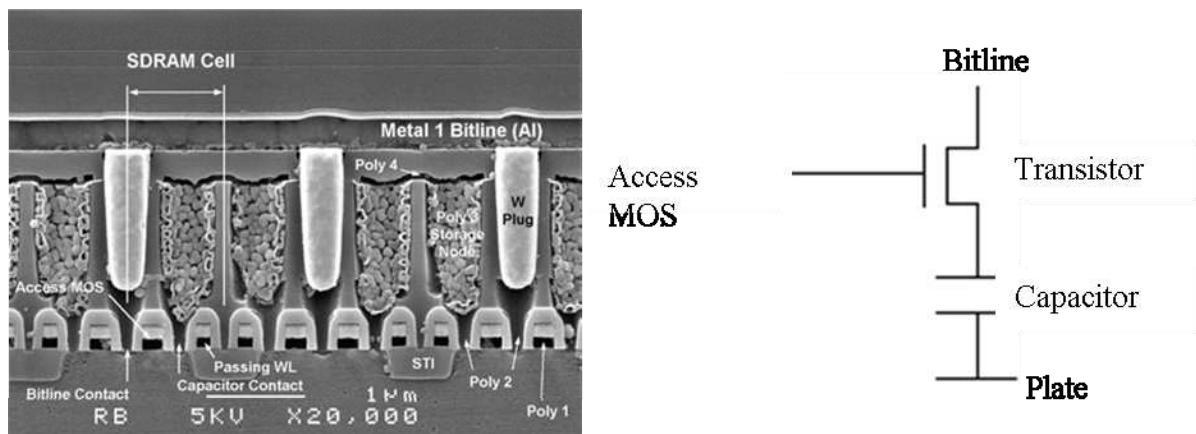 SDRAM Cell
Metal 1 Bitline (Al)
Poly 4
W
Plug
Poly 3
Storage
Node
Access MOS
Passing WL
STI
Capacitor Contact
Poly 2
Bitline Contact
1 μm
Poly 1
RB 5KV X20,000
Bitline
Access
MOS
Transistor
Capacitor
Plate